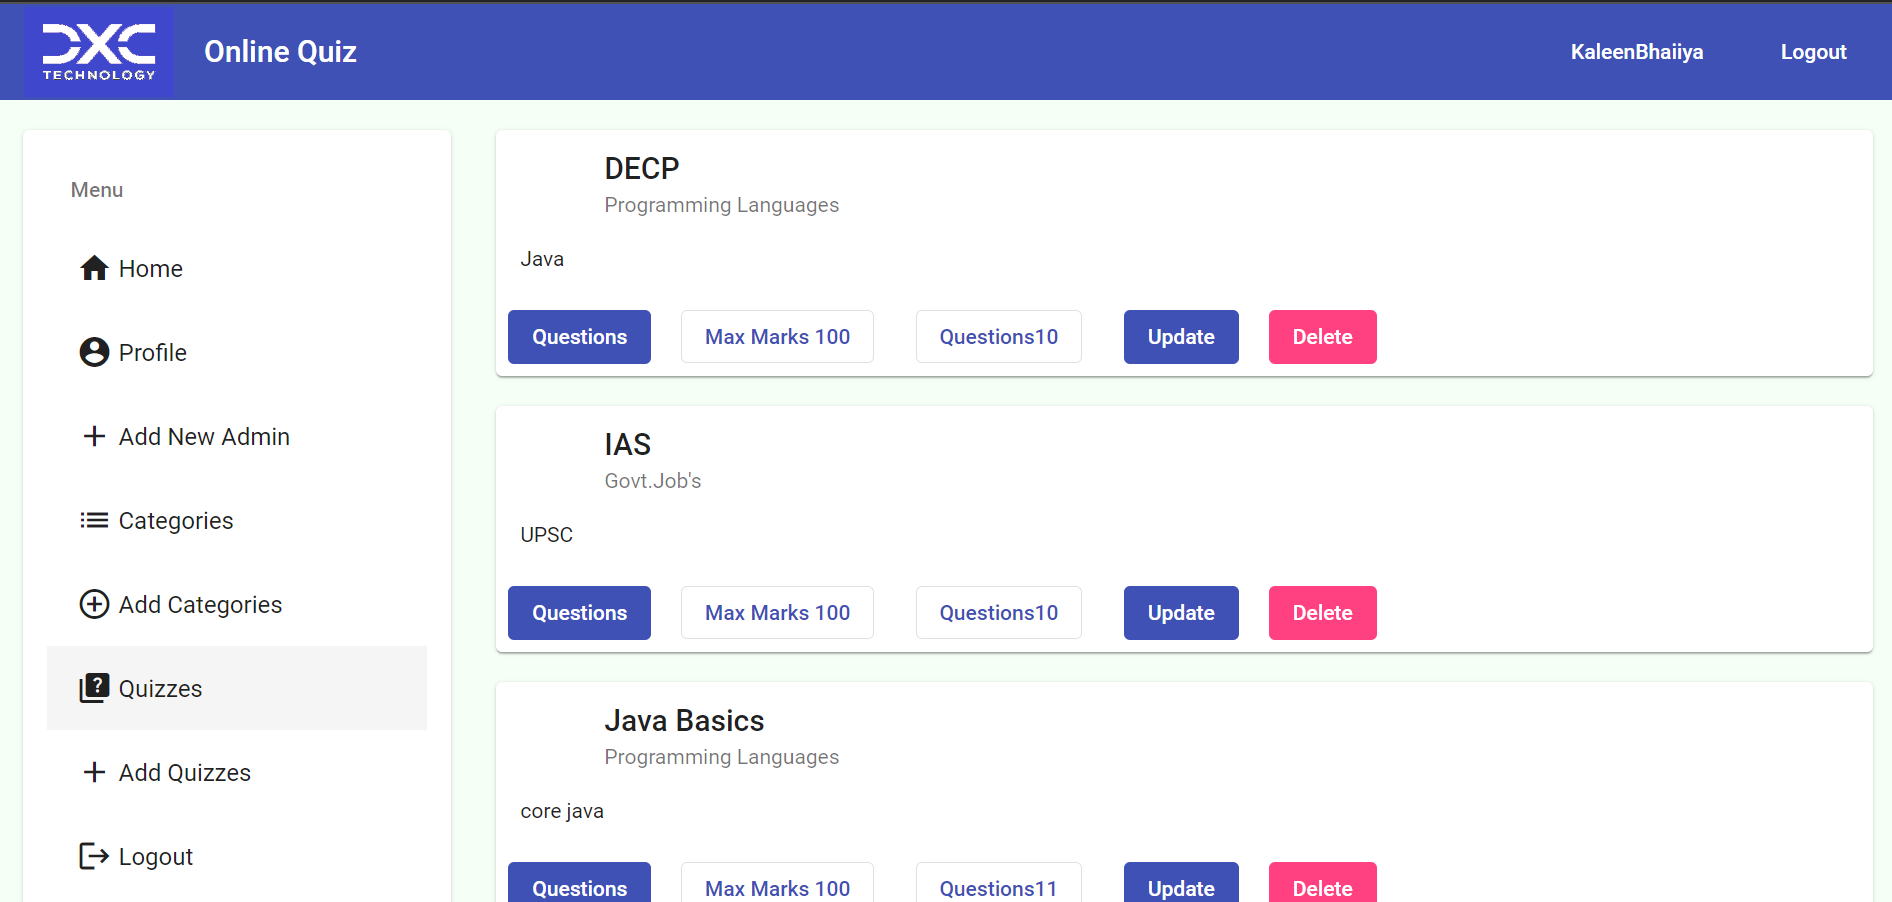 DXC
TECHNOLOGY
Online Quiz
KaleenBhaiiya
Logout
Menu
Home
Profile
Add New Admin
Categories
Add Categories
Quizzes
Add Quizzes
Logout
DECP
Programming Languages
Java
Questions
Max Marks 100
Questions10
Update
Delete
IAS
Govt.Job's
UPSC
Questions
Max Marks 100
Questions10
Update
Delete
Java Basics
Programming Languages
core java
Questions
Max Marks 100
Questions11
Update
Delete